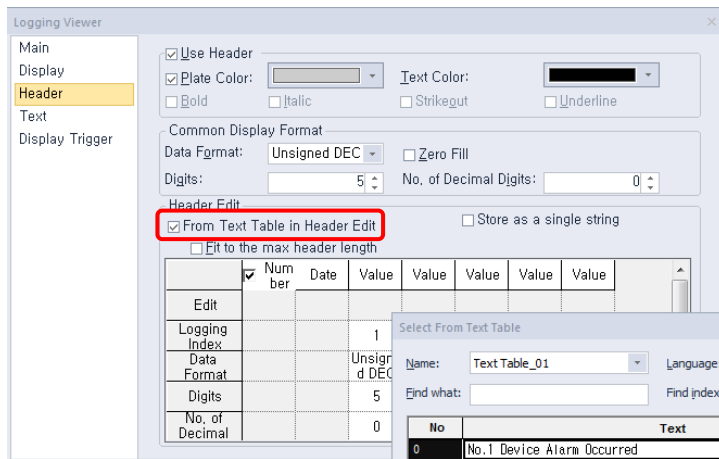 Logging Viewer
Main
Display
Header
Text
Display Trigger
Use Header
Plate Color:
Text Color:
Bold
Italic
Strikeout
Underline
Common Display Format
Data Format:
Unsigned DEC
Zero Fill
Digits:
5
No. of Decimal Digits:
0
Header Edit
From Text Table in Header Edit
Store as a single string
Fit to the max header length
Num
ber
Date
Value
Value
Value
Value
Value
Edit
Logging
Index
1
Data
Format
Unsign
d DEC
Digits
5
No. of
Decimal
0
Select From Text Table
Name:
Text Table_01
Language
Find what:
Find index
No
Text
0
No.1 Device Alarm Occurred